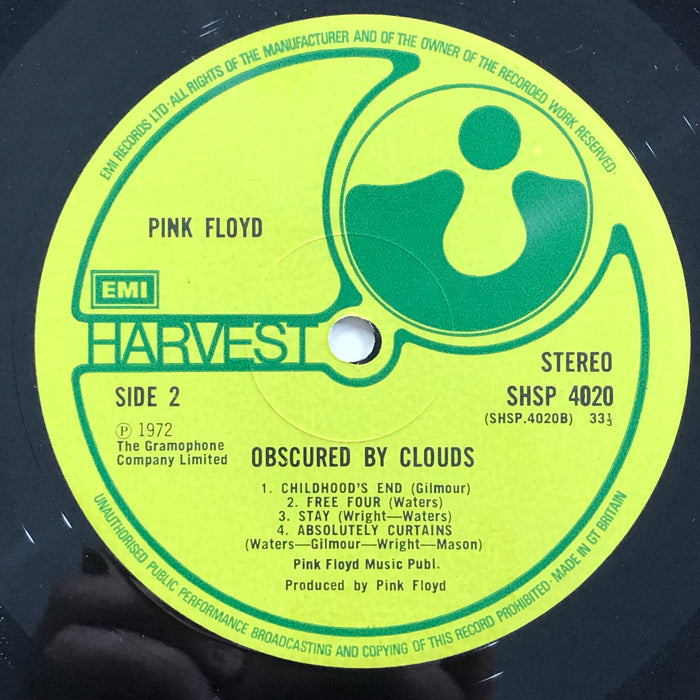 EMI RECORDS LTD·ALL RIGHTS OF THE MANUFACTURER AND OF THE OWNER OF THE RECORDED WORK RESERVED·
PINK FLOYD
EMI
HARVEST
STEREO
SIDE 2
SHSP 4020
(SHSP.4020B) 33⅓
Ⓟ 1972
The Gramophone
Company Limited
OBSCURED BY CLOUDS
1. CHILDHOOD'S END (Gilmour)
2. FREE FOUR (Waters)
3. STAY (Wright—Waters)
4. ABSOLUTELY CURTAINS
(Waters—Gilmour—Wright—Mason)
Pink Floyd Music Publ.
Produced by Pink Floyd
UNAUTHORISED PUBLIC PERFORMANCE BROADCASTING AND COPYING OF THIS RECORD PROHIBITED·MADE IN GT BRITAIN